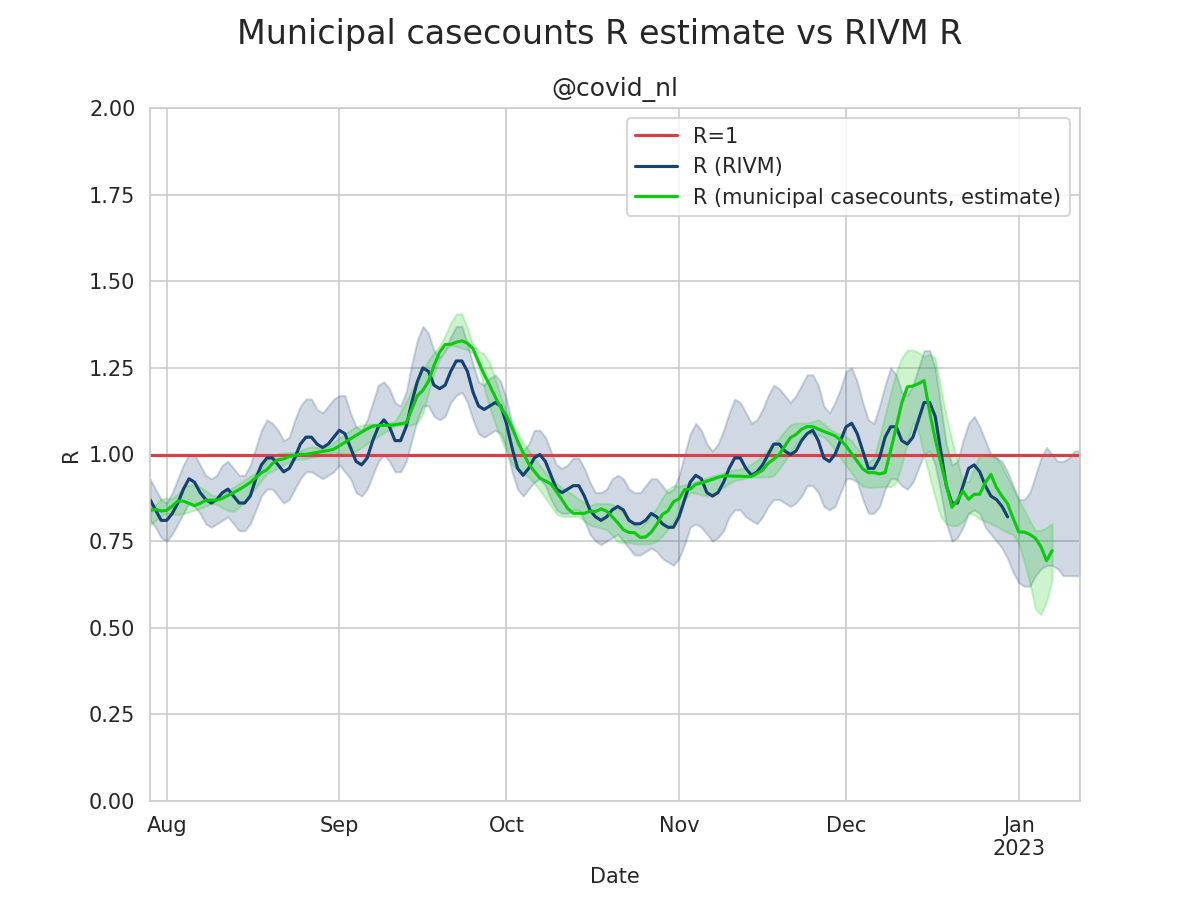 Municipal casecounts R estimate vs RIVM R
@covid_nl
R=1
R (RIVM)
R (municipal casecounts, estimate)
2.00
1.75
1.50
1.25
1.00
0.75
0.50
0.25
0.00
R
Aug Sep Oct Nov Dec Jan
2023
Date